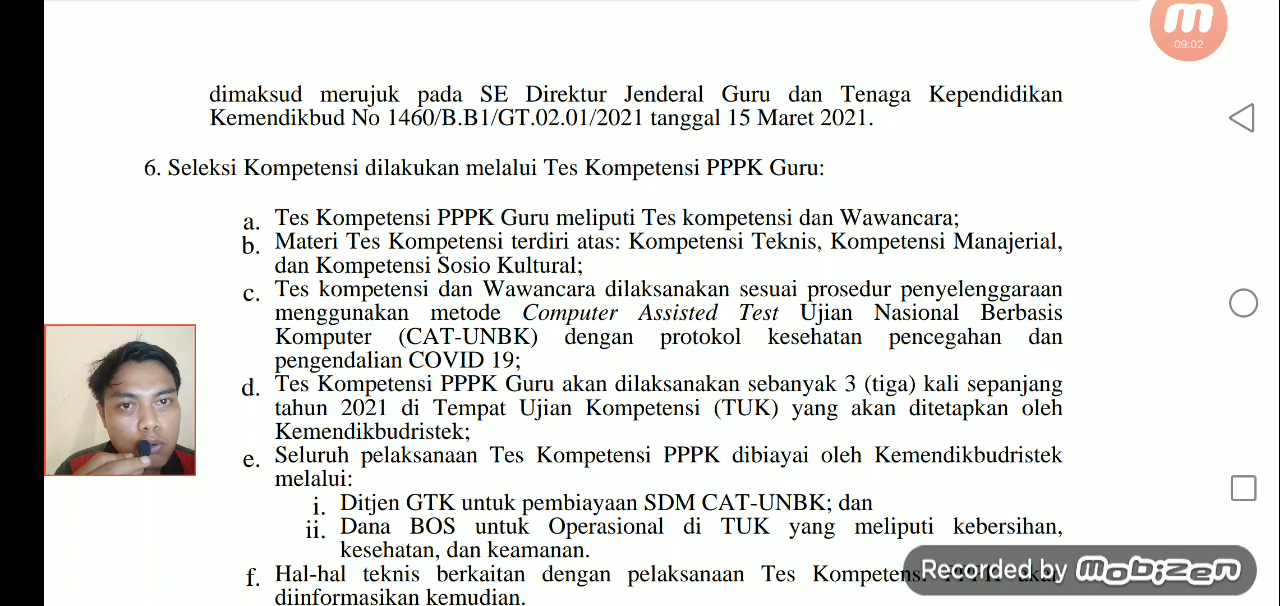 09:02
dimaksud merujuk pada SE Direktur Jenderal Guru dan Tenaga Kependidikan
Kemendikbud No 1460/B.B1/GT.02.01/2021 tanggal 15 Maret 2021.
6. Seleksi Kompetensi dilakukan melalui Tes Kompetensi PPPK Guru:
a. Tes Kompetensi PPPK Guru meliputi Tes kompetensi dan Wawancara;
b. Materi Tes Kompetensi terdiri atas: Kompetensi Teknis, Kompetensi Manajerial,
dan Kompetensi Sosio Kultural;
c. Tes kompetensi dan Wawancara dilaksanakan sesuai prosedur penyelenggaraan
menggunakan metode Computer Assisted Test Ujian Nasional Berbasis
Komputer (CAT-UNBK) dengan protokol kesehatan pencegahan dan
pengendalian COVID 19;
d. Tes Kompetensi PPPK Guru akan dilaksanakan sebanyak 3 (tiga) kali sepanjang
tahun 2021 di Tempat Ujian Kompetensi (TUK) yang akan ditetapkan oleh
Kemendikbudristek;
e. Seluruh pelaksanaan Tes Kompetensi PPPK dibiayai oleh Kemendikbudristek
melalui:
i. Ditjen GTK untuk pembiayaan SDM CAT-UNBK; dan
ii. Dana BOS untuk Operasional di TUK yang meliputi kebersihan,
kesehatan, dan keamanan.
f. Hal-hal teknis berkaitan dengan pelaksanaan Tes
diinformasikan kemudian.
Recorded by mobizen